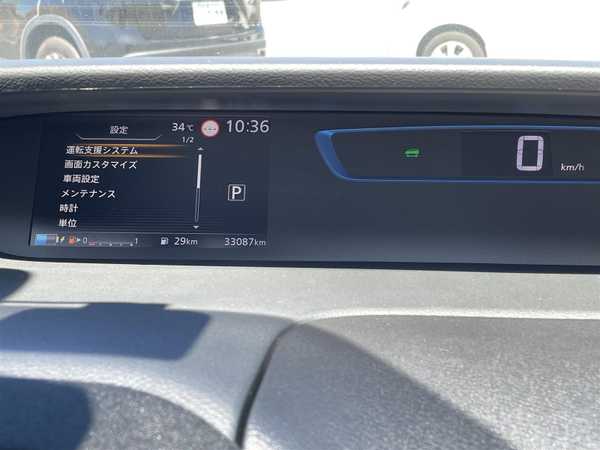 設定 34℃ 10:36
1/2
運転支援システム
画面カスタマイズ
車両設定
メンテナンス
時計
単位
P
0 1 29km 33087km
0 km/h